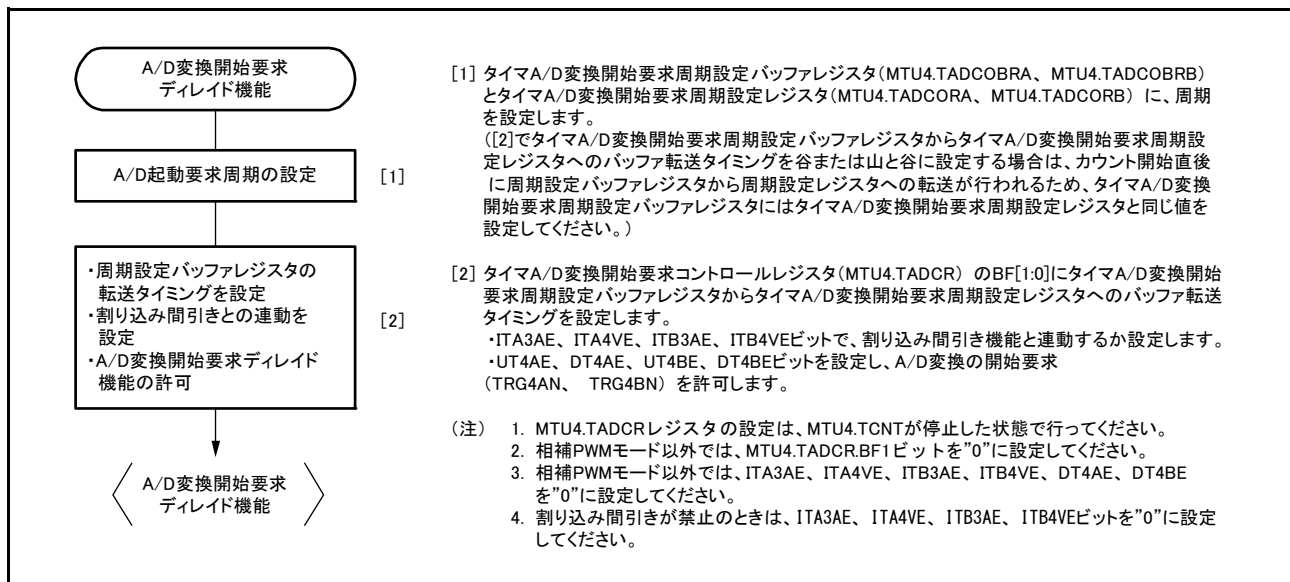 A/D変換開始要求
ディレイド機能
A/D起動要求周期の設定
[1]
・周期設定バッファレジスタの
転送タイミングを設定
・割り込み間引きとの連動を
設定
・A/D変換開始要求ディレイド
機能の許可
[2]
A/D変換開始要求
ディレイド機能
[1] タイマA/D変換開始要求周期設定バッファレジスタ(MTU4.TADCOBRA、 MTU4.TADCOBRB)
とタイマA/D変換開始要求周期設定レジスタ(MTU4.TADCORA、 MTU4.TADCORB) に、周期
を設定します。
([2]でタイマA/D変換開始要求周期設定バッファレジスタからタイマA/D変換開始要求周期設
定レジスタへのバッファ転送タイミングを谷または山と谷に設定する場合は、カウント開始直後
に周期設定バッファレジスタから周期設定レジスタへの転送が行われるため、タイマA/D変換
開始要求周期設定バッファレジスタにはタイマA/D変換開始要求周期設定レジスタと同じ値を
設定してください。)
[2] タイマA/D変換開始要求コントロールレジスタ(MTU4.TADCR) のBF[1:0]にタイマA/D変換開始
要求周期設定バッファレジスタからタイマA/D変換開始要求周期設定レジスタへのバッファ転送
タイミングを設定します。
・ITA3AE、 ITA4VE、 ITB3AE、 ITB4VEビットで、割り込み間引き機能と連動するか設定します。
・UT4AE、 DT4AE、 UT4BE、 DT4BEビットを設定し、A/D変換の開始要求
(TRG4AN、 TRG4BN) を許可します。
(注) 1. MTU4.TADCRレジスタの設定は、MTU4.TCNTが停止した状態で行ってください。
2. 相補PWMモード以外では、MTU4.TADCR.BF1ビットを”0”に設定してください。
3. 相補PWMモード以外では、ITA3AE、 ITA4VE、 ITB3AE、 ITB4VE、 DT4AE、 DT4BE
を”0”に設定してください。
4. 割り込み間引きが禁止のときは、ITA3AE、 ITA4VE、 ITB3AE、 ITB4VEビットを”0”に設定
してください。